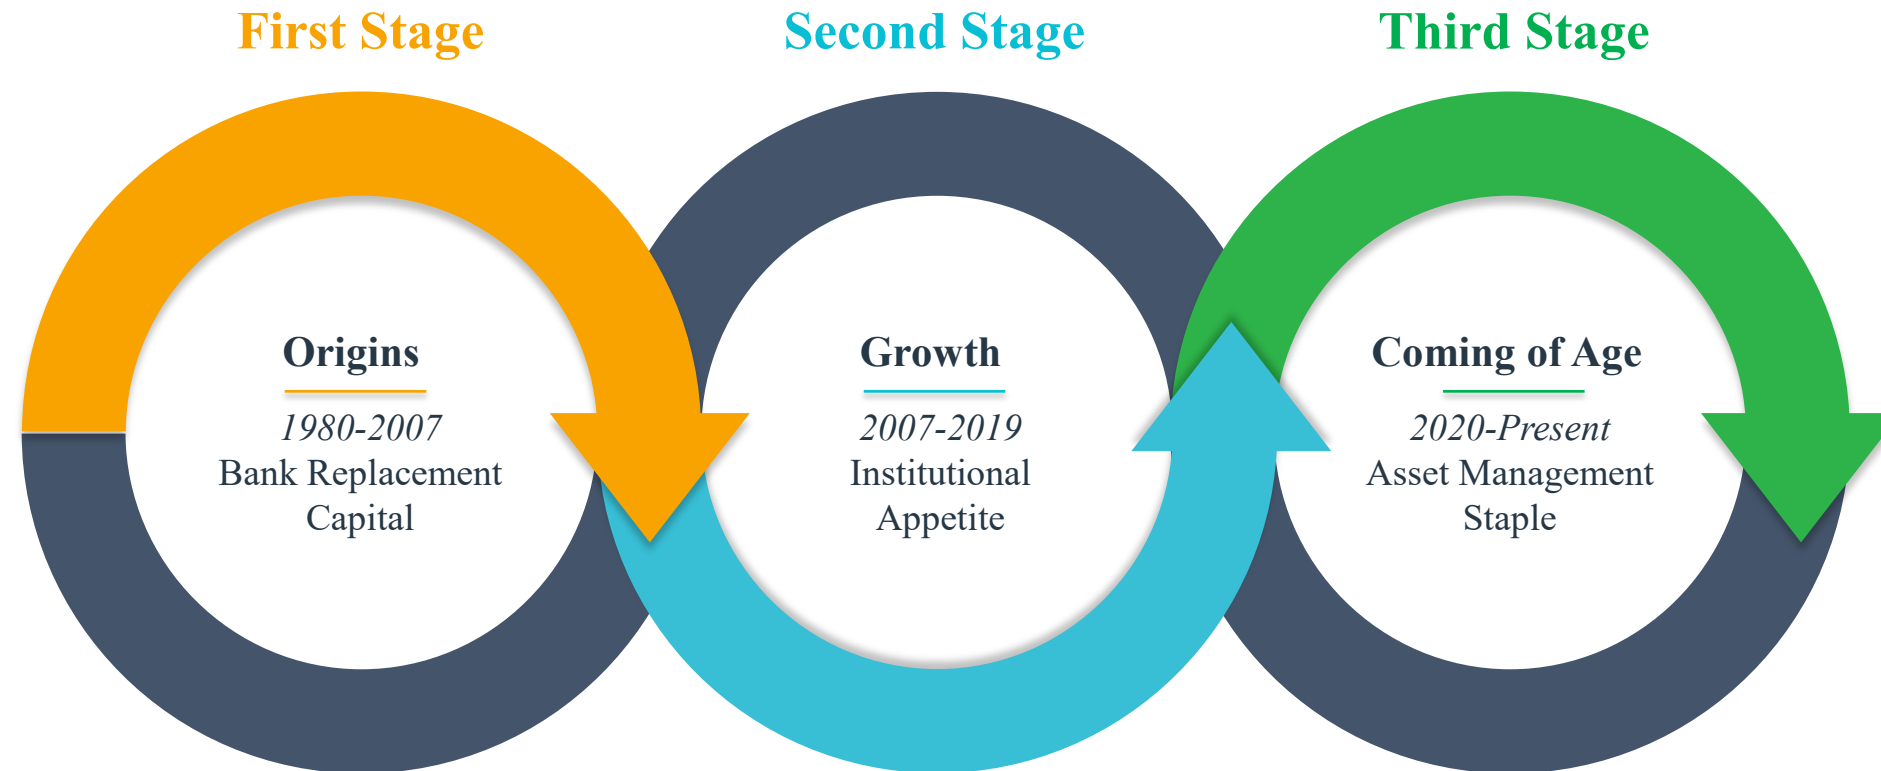 First Stage
Second Stage
Third Stage
Origins
1980-2007
Bank Replacement
Capital
Growth
2007-2019
Institutional
Appetite
Coming of Age
2020-Present
Asset Management
Staple